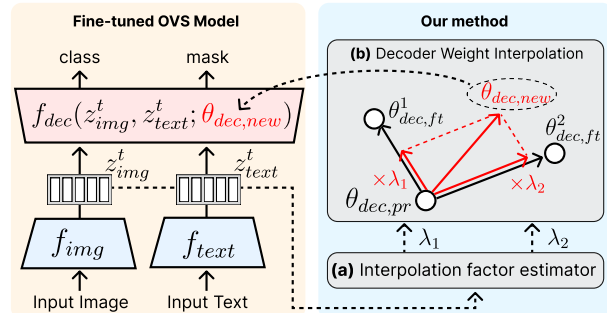 Fine-tuned OVS Model
class
mask
f_dec(z^t_img, z^t_text; θ_dec,new)
z^t_img
z^t_text
f_img
f_text
Input Image
Input Text
Our method
(b) Decoder Weight Interpolation
θ_dec,new
θ^1_dec,ft
θ^2_dec,ft
×λ_1
×λ_2
θ_dec,pr
λ_1
λ_2
(a) Interpolation factor estimator